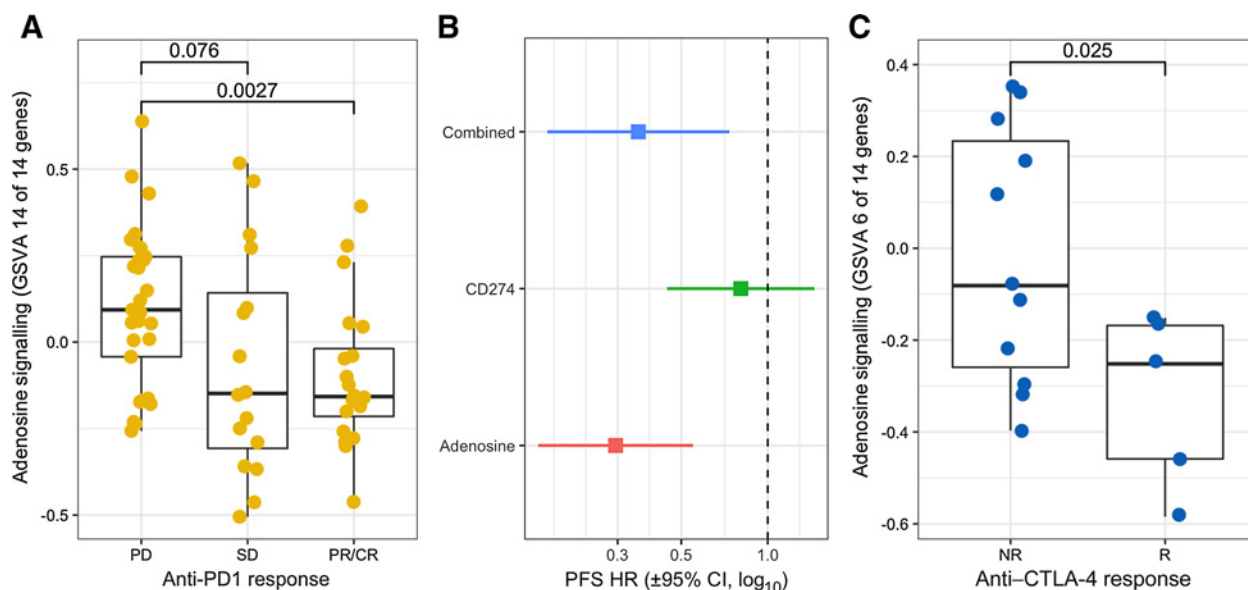 A
0.076
0.0027
Adenosine signalling (GSVA 14 of 14 genes)
0.5
0.0
-0.5
PD
SD
PR/CR
Anti-PD1 response
B
Combined
CD274
Adenosine
0.3
0.5
1.0
PFS HR (±95% CI, log10)
C
0.025
Adenosine signalling (GSVA 6 of 14 genes)
0.4
0.2
0.0
-0.2
-0.4
-0.6
NR
R
Anti–CTLA-4 response